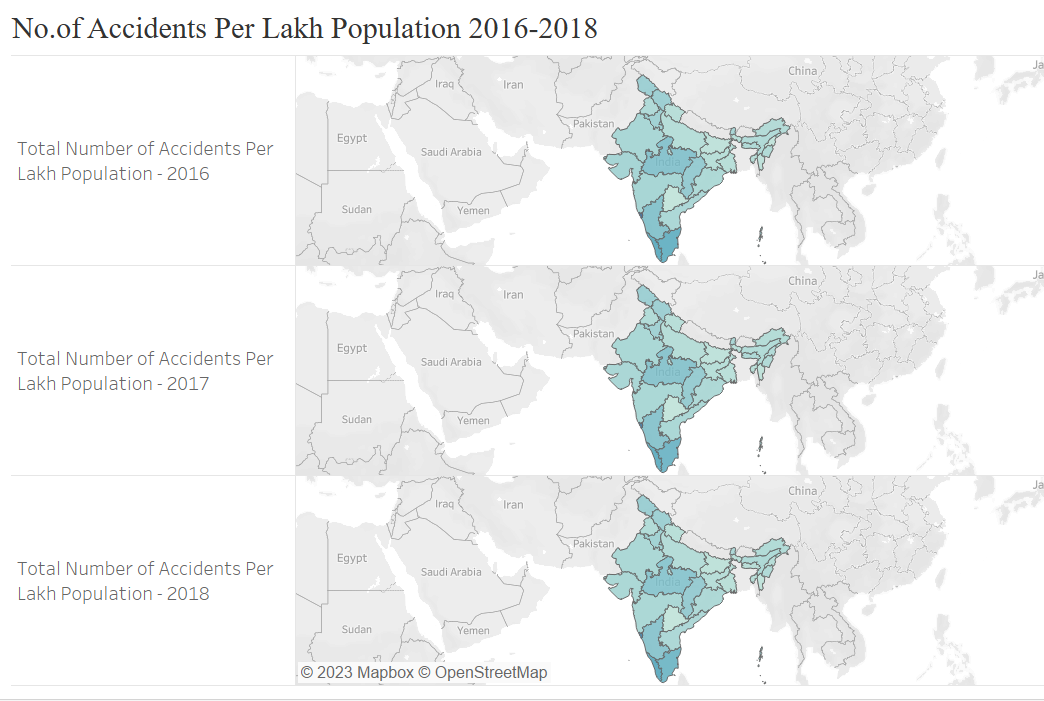 No.of Accidents Per Lakh Population 2016-2018
Total Number of Accidents Per
Lakh Population - 2016
China
Ja
Iraq
Iran
Pakistan
Egypt
Saudi Arabia
India
Sudan
Yemen
Total Number of Accidents Per
Lakh Population - 2017
China
Ja
Iraq
Iran
Pakistan
Egypt
Saudi Arabia
India
Sudan
Yemen
Total Number of Accidents Per
Lakh Population - 2018
China
Ja
Iraq
Iran
Pakistan
Egypt
Saudi Arabia
India
Sudan
Yemen
© 2023 Mapbox © OpenStreetMap